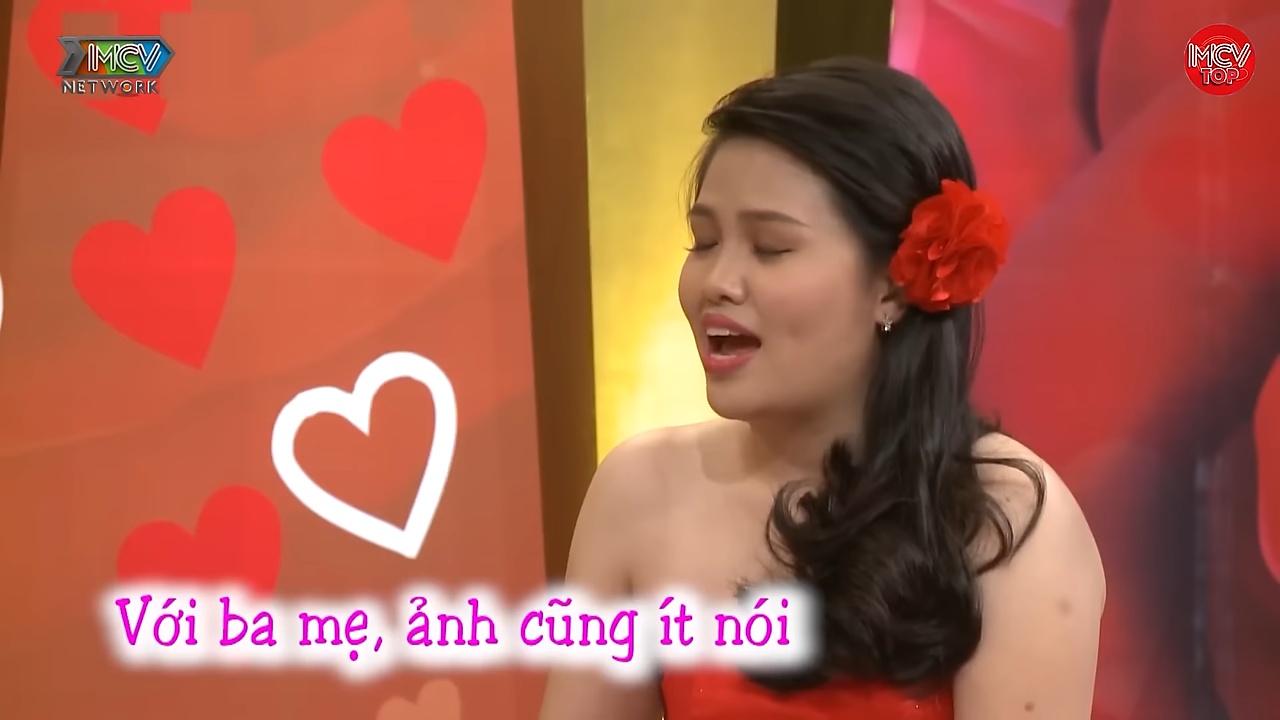 MCV
NETWORK
MCV
TOP
Với ba mẹ, ảnh cũng ít nói